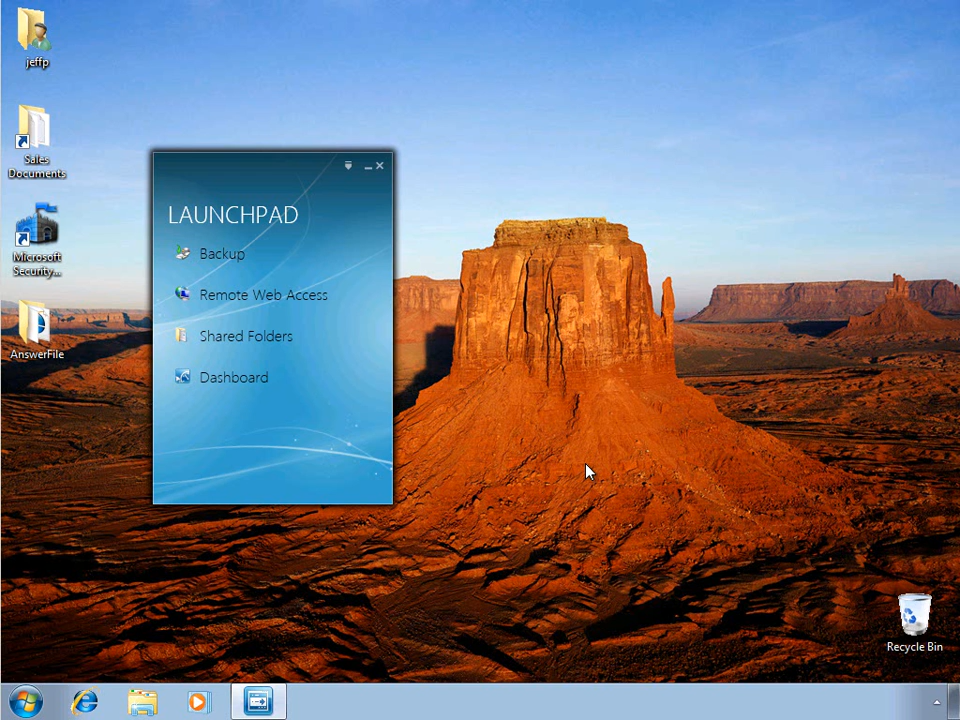 jeffp
Sales
Documents
Microsoft
Security...
AnswerFile
LAUNCHPAD
Backup
Remote Web Access
Shared Folders
Dashboard
Recycle Bin